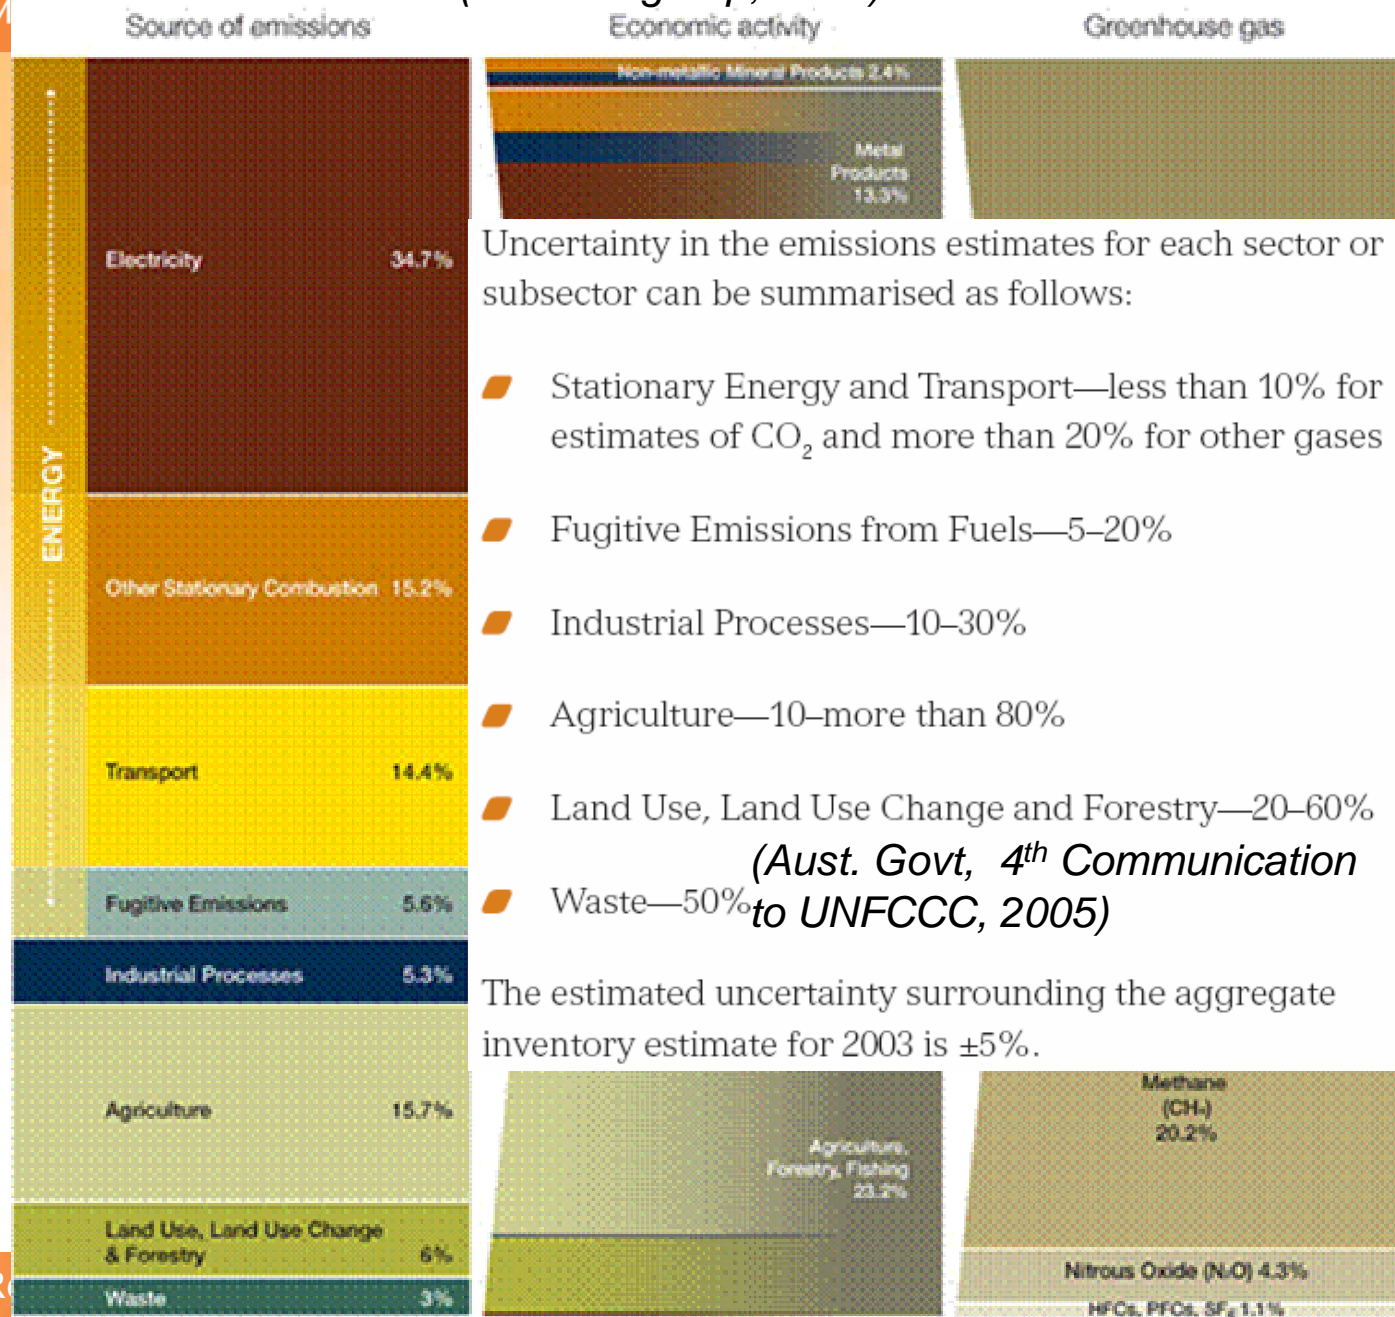 Source of emissions
Economic activity
Greenhouse gas
Non-metallic Mineral Products 2.4%
Metal
Products
13.3%
ENERGY
Electricity 34.7%
Other Stationary Combustion 15.2%
Transport 14.4%
Fugitive Emissions 5.6%
Industrial Processes 5.3%
Agriculture 15.7%
Land Use, Land Use Change
& Forestry 6%
Waste 3%
Uncertainty in the emissions estimates for each sector or
subsector can be summarised as follows:
Stationary Energy and Transport—less than 10% for
estimates of CO₂ and more than 20% for other gases
Fugitive Emissions from Fuels—5–20%
Industrial Processes—10–30%
Agriculture—10–more than 80%
Land Use, Land Use Change and Forestry—20–60%
(Aust. Govt, 4th Communication
Waste—50%
to UNFCCC, 2005)
The estimated uncertainty surrounding the aggregate
inventory estimate for 2003 is ±5%.
Agriculture,
Forestry, Fishing
23.2%
Methane
(CH₄)
20.2%
Nitrous Oxide (N₂O) 4.3%
HFCs, PFCs, SF₆ 1.1%